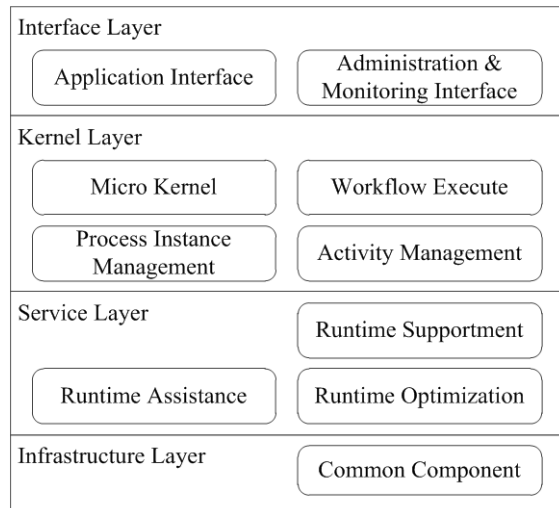 Interface Layer
Application Interface
Administration &
Monitoring Interface
Kernel Layer
Micro Kernel
Workflow Execute
Process Instance
Management
Activity Management
Service Layer
Runtime Supportment
Runtime Assistance
Runtime Optimization
Infrastructure Layer
Common Component